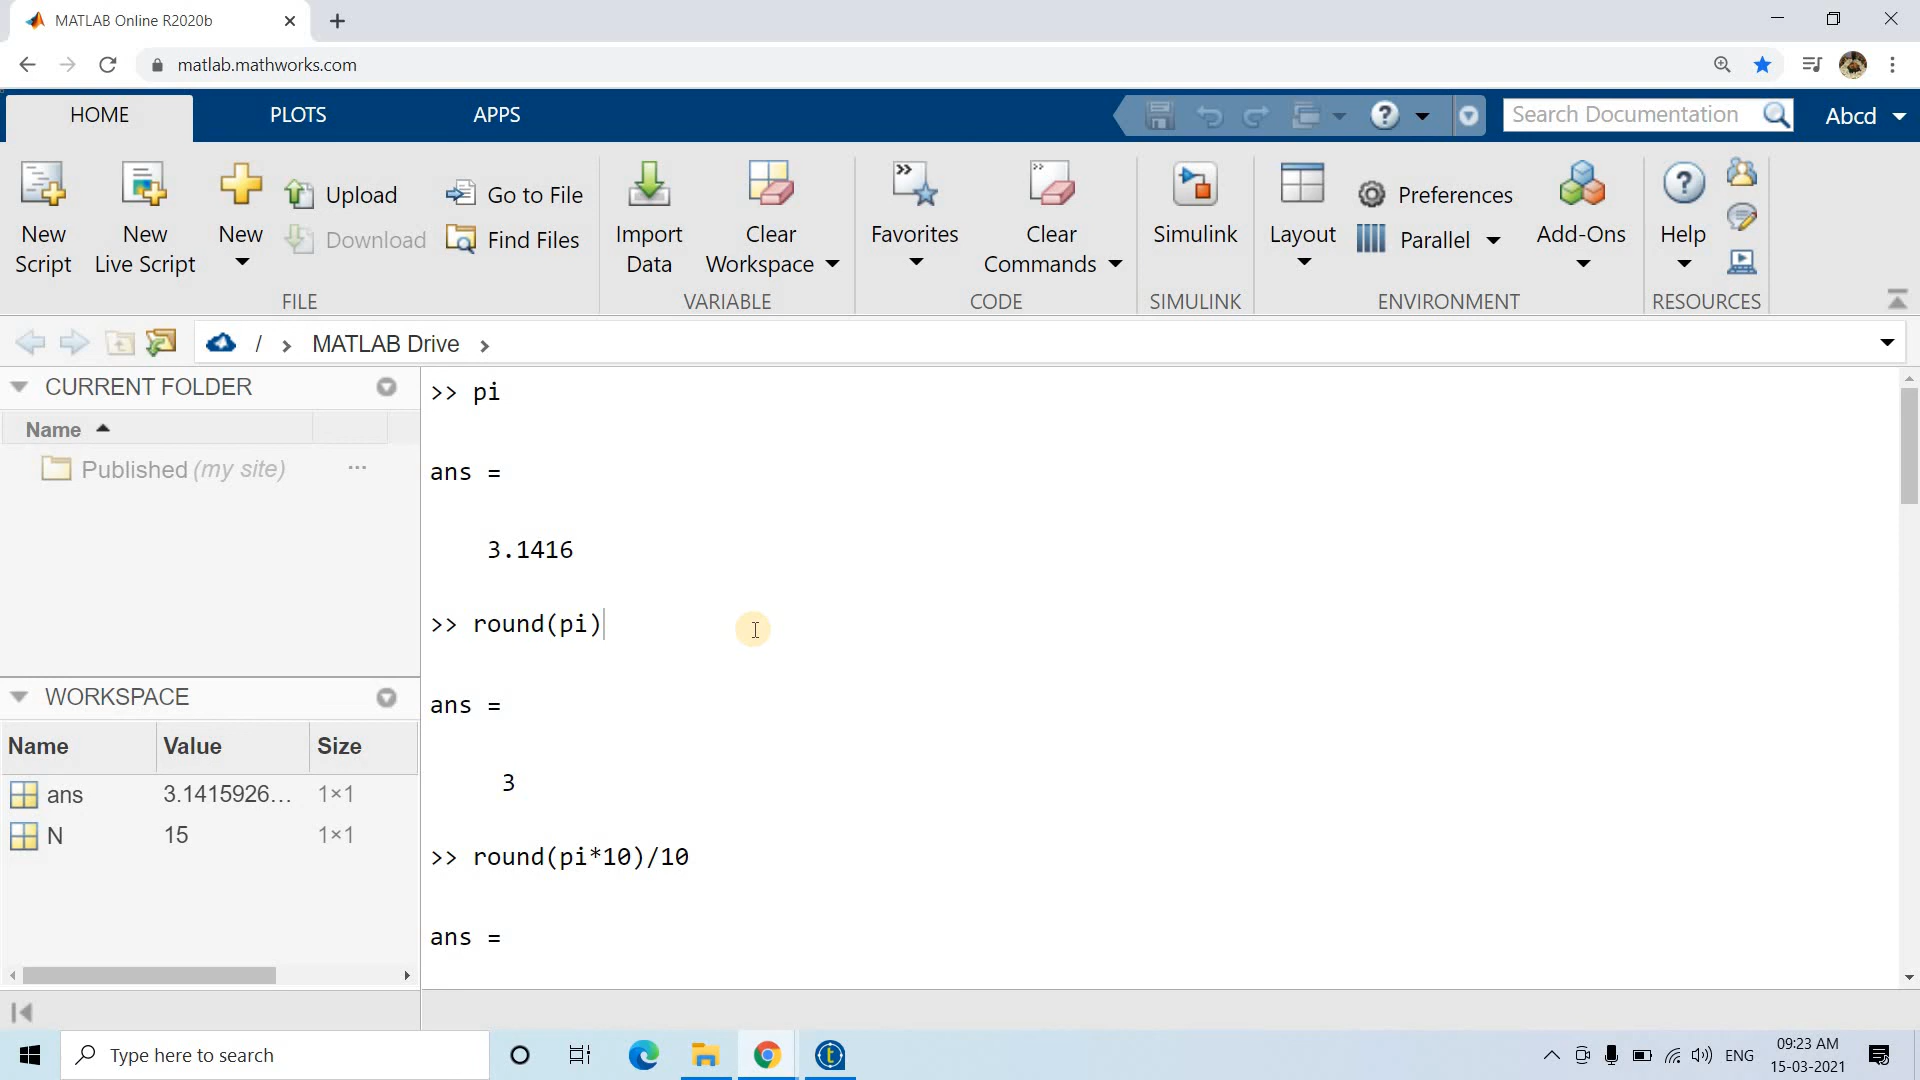 MATLAB Online R2020b
matlab.mathworks.com
HOME
PLOTS
APPS
Search Documentation
Abcd
New Script
New Live Script
New
Upload
Download
Go to File
Find Files
FILE
Import Data
Clear Workspace
VARIABLE
Favorites
Clear Commands
CODE
Simulink
SIMULINK
Layout
Preferences
Parallel
Add-Ons
ENVIRONMENT
Help
RESOURCES
/ › MATLAB Drive ›
CURRENT FOLDER
Name
Published (my site) ...
WORKSPACE
Name Value Size
ans 3.1415926... 1×1
N 15 1×1
>> pi
ans =
3.1416
>> round(pi)
ans =
3
>> round(pi*10)/10
ans =
Type here to search
ENG
09:23 AM
15-03-2021